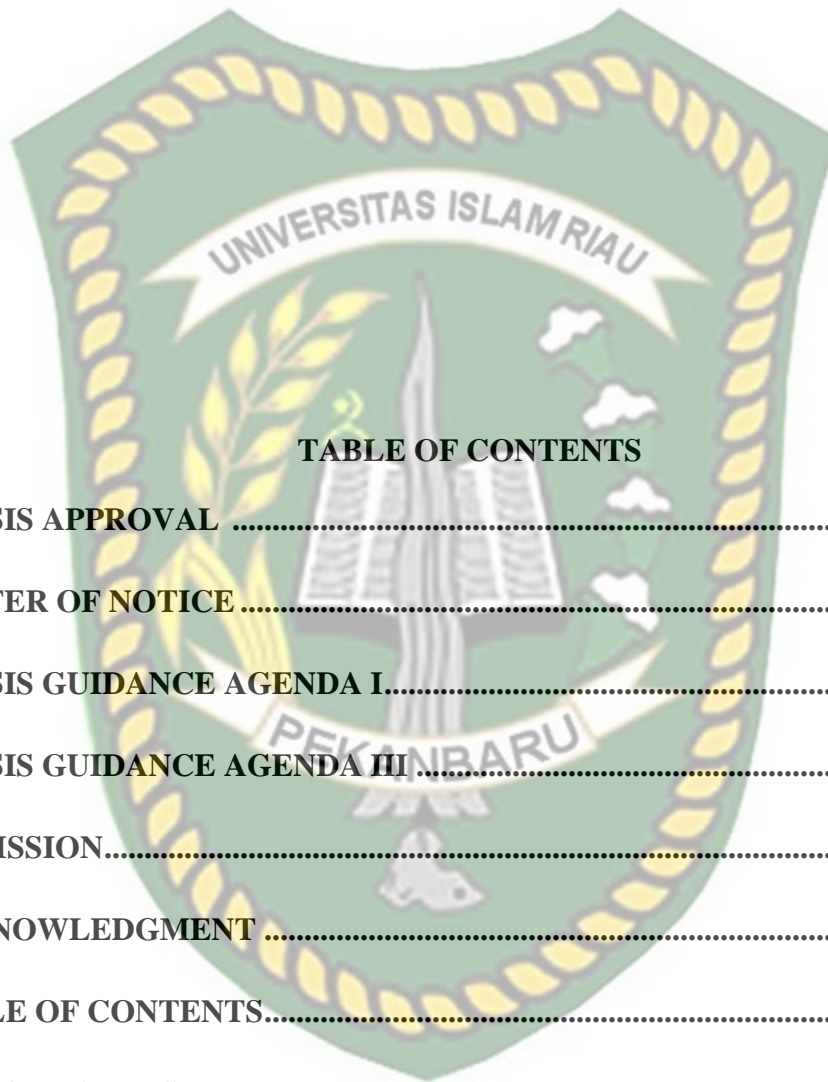 UNIVERSITAS ISLAM RIAU
TABLE OF CONTENTS
SIS APPROVAL ........................................................................
TER OF NOTICE ........................................................................
SIS GUIDANCE AGENDA I........................................................
SIS GUIDANCE AGENDA III .....................................................
PEKANBARU
ISSION........................................................................................
NOWLEDGMENT ......................................................................
LE OF CONTENTS......................................................................